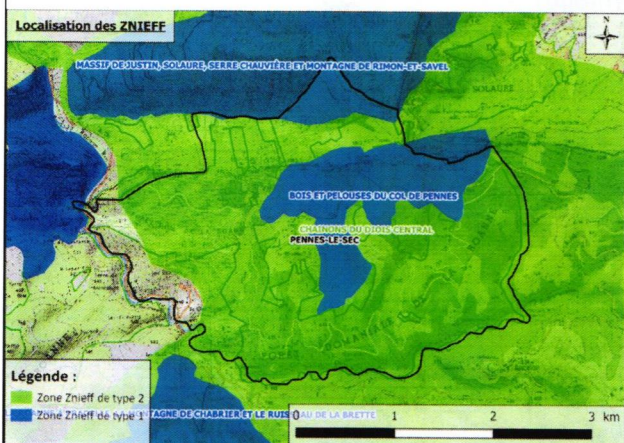 Localisation des ZNIEFF
N
MASSIF DE JUSTIN, SOLAURE, SERRE CHAUVIÈRE ET MONTAGNE DE RIMON-ET-SAVEL
SOLAURE
BOIS ET PELOUSES DU COL DE PENNES
CHAINONS DU DIOIS CENTRAL
PENNES-LE-SEC
Légende :
Zone Znieff de type 2
Zone Znieff de type 1
MONTAGNE DE CHABRIER ET LE RUISSEAU DE LA BRETTE
0 1 2 3 km